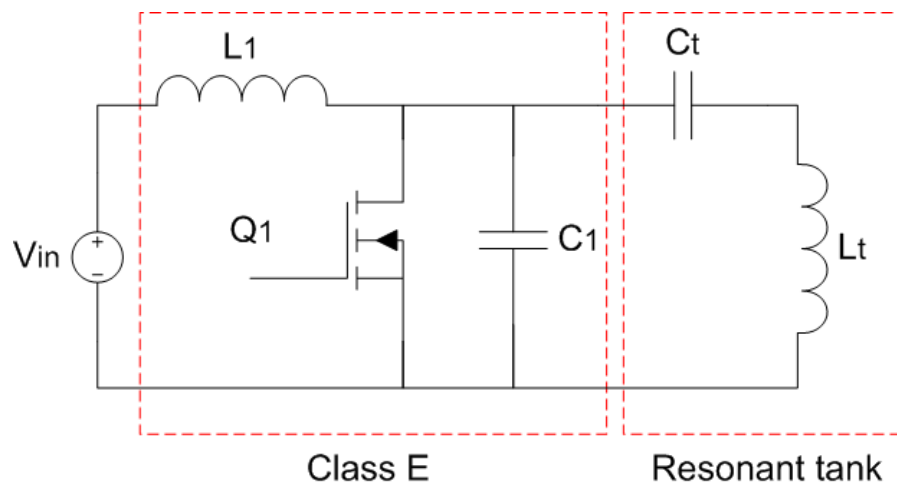 L1
Ct
Q1
C1
Vin
+
−
Lt
Class E
Resonant tank